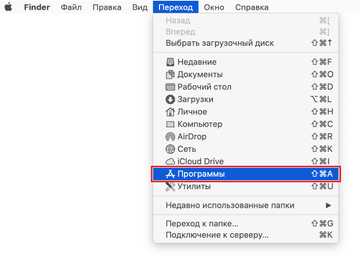 Finder Файл Правка Вид Переход Окно Справка
Назад ⌘[
Вперед ⌘]
Выбрать загрузочный диск ⇧⌘↑
Недавние ⇧⌘F
Документы ⇧⌘O
Рабочий стол ⇧⌘D
Загрузки ⌥⌘L
Личное ⇧⌘H
Компьютер ⇧⌘C
AirDrop ⇧⌘R
Сеть ⇧⌘K
iCloud Drive ⇧⌘I
Программы ⇧⌘A
Утилиты ⇧⌘U
Недавно использованные папки ▶
Переход к папке... ⇧⌘G
Подключение к серверу... ⌘K